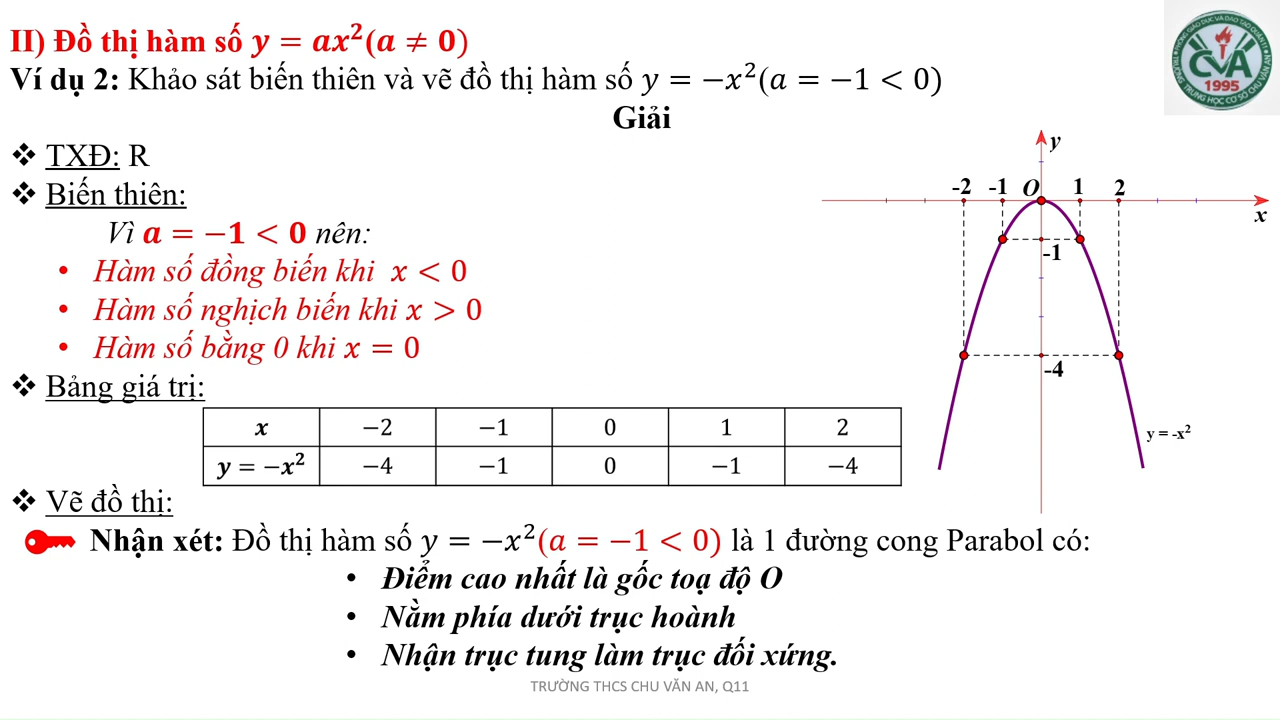 II) Đồ thị hàm số y = ax²(a ≠ 0)
Ví dụ 2: Khảo sát biến thiên và vẽ đồ thị hàm số y = −x²(a = −1 < 0)
Giải
❖ TXĐ: R
❖ Biến thiên:
Vì a = −1 < 0 nên:
• Hàm số đồng biến khi x < 0
• Hàm số nghịch biến khi x > 0
• Hàm số bằng 0 khi x = 0
❖ Bảng giá trị:
x −2 −1 0 1 2
y = −x² −4 −1 0 −1 −4
❖ Vẽ đồ thị:
Nhận xét: Đồ thị hàm số y = −x²(a = −1 < 0) là 1 đường cong Parabol có:
• Điểm cao nhất là gốc toạ độ O
• Nằm phía dưới trục hoành
• Nhận trục tung làm trục đối xứng.
TRƯỜNG THCS CHU VĂN AN, Q11
y
-2 -1 O 1 2
x
-1
-4
y = -x²
CVA
1995